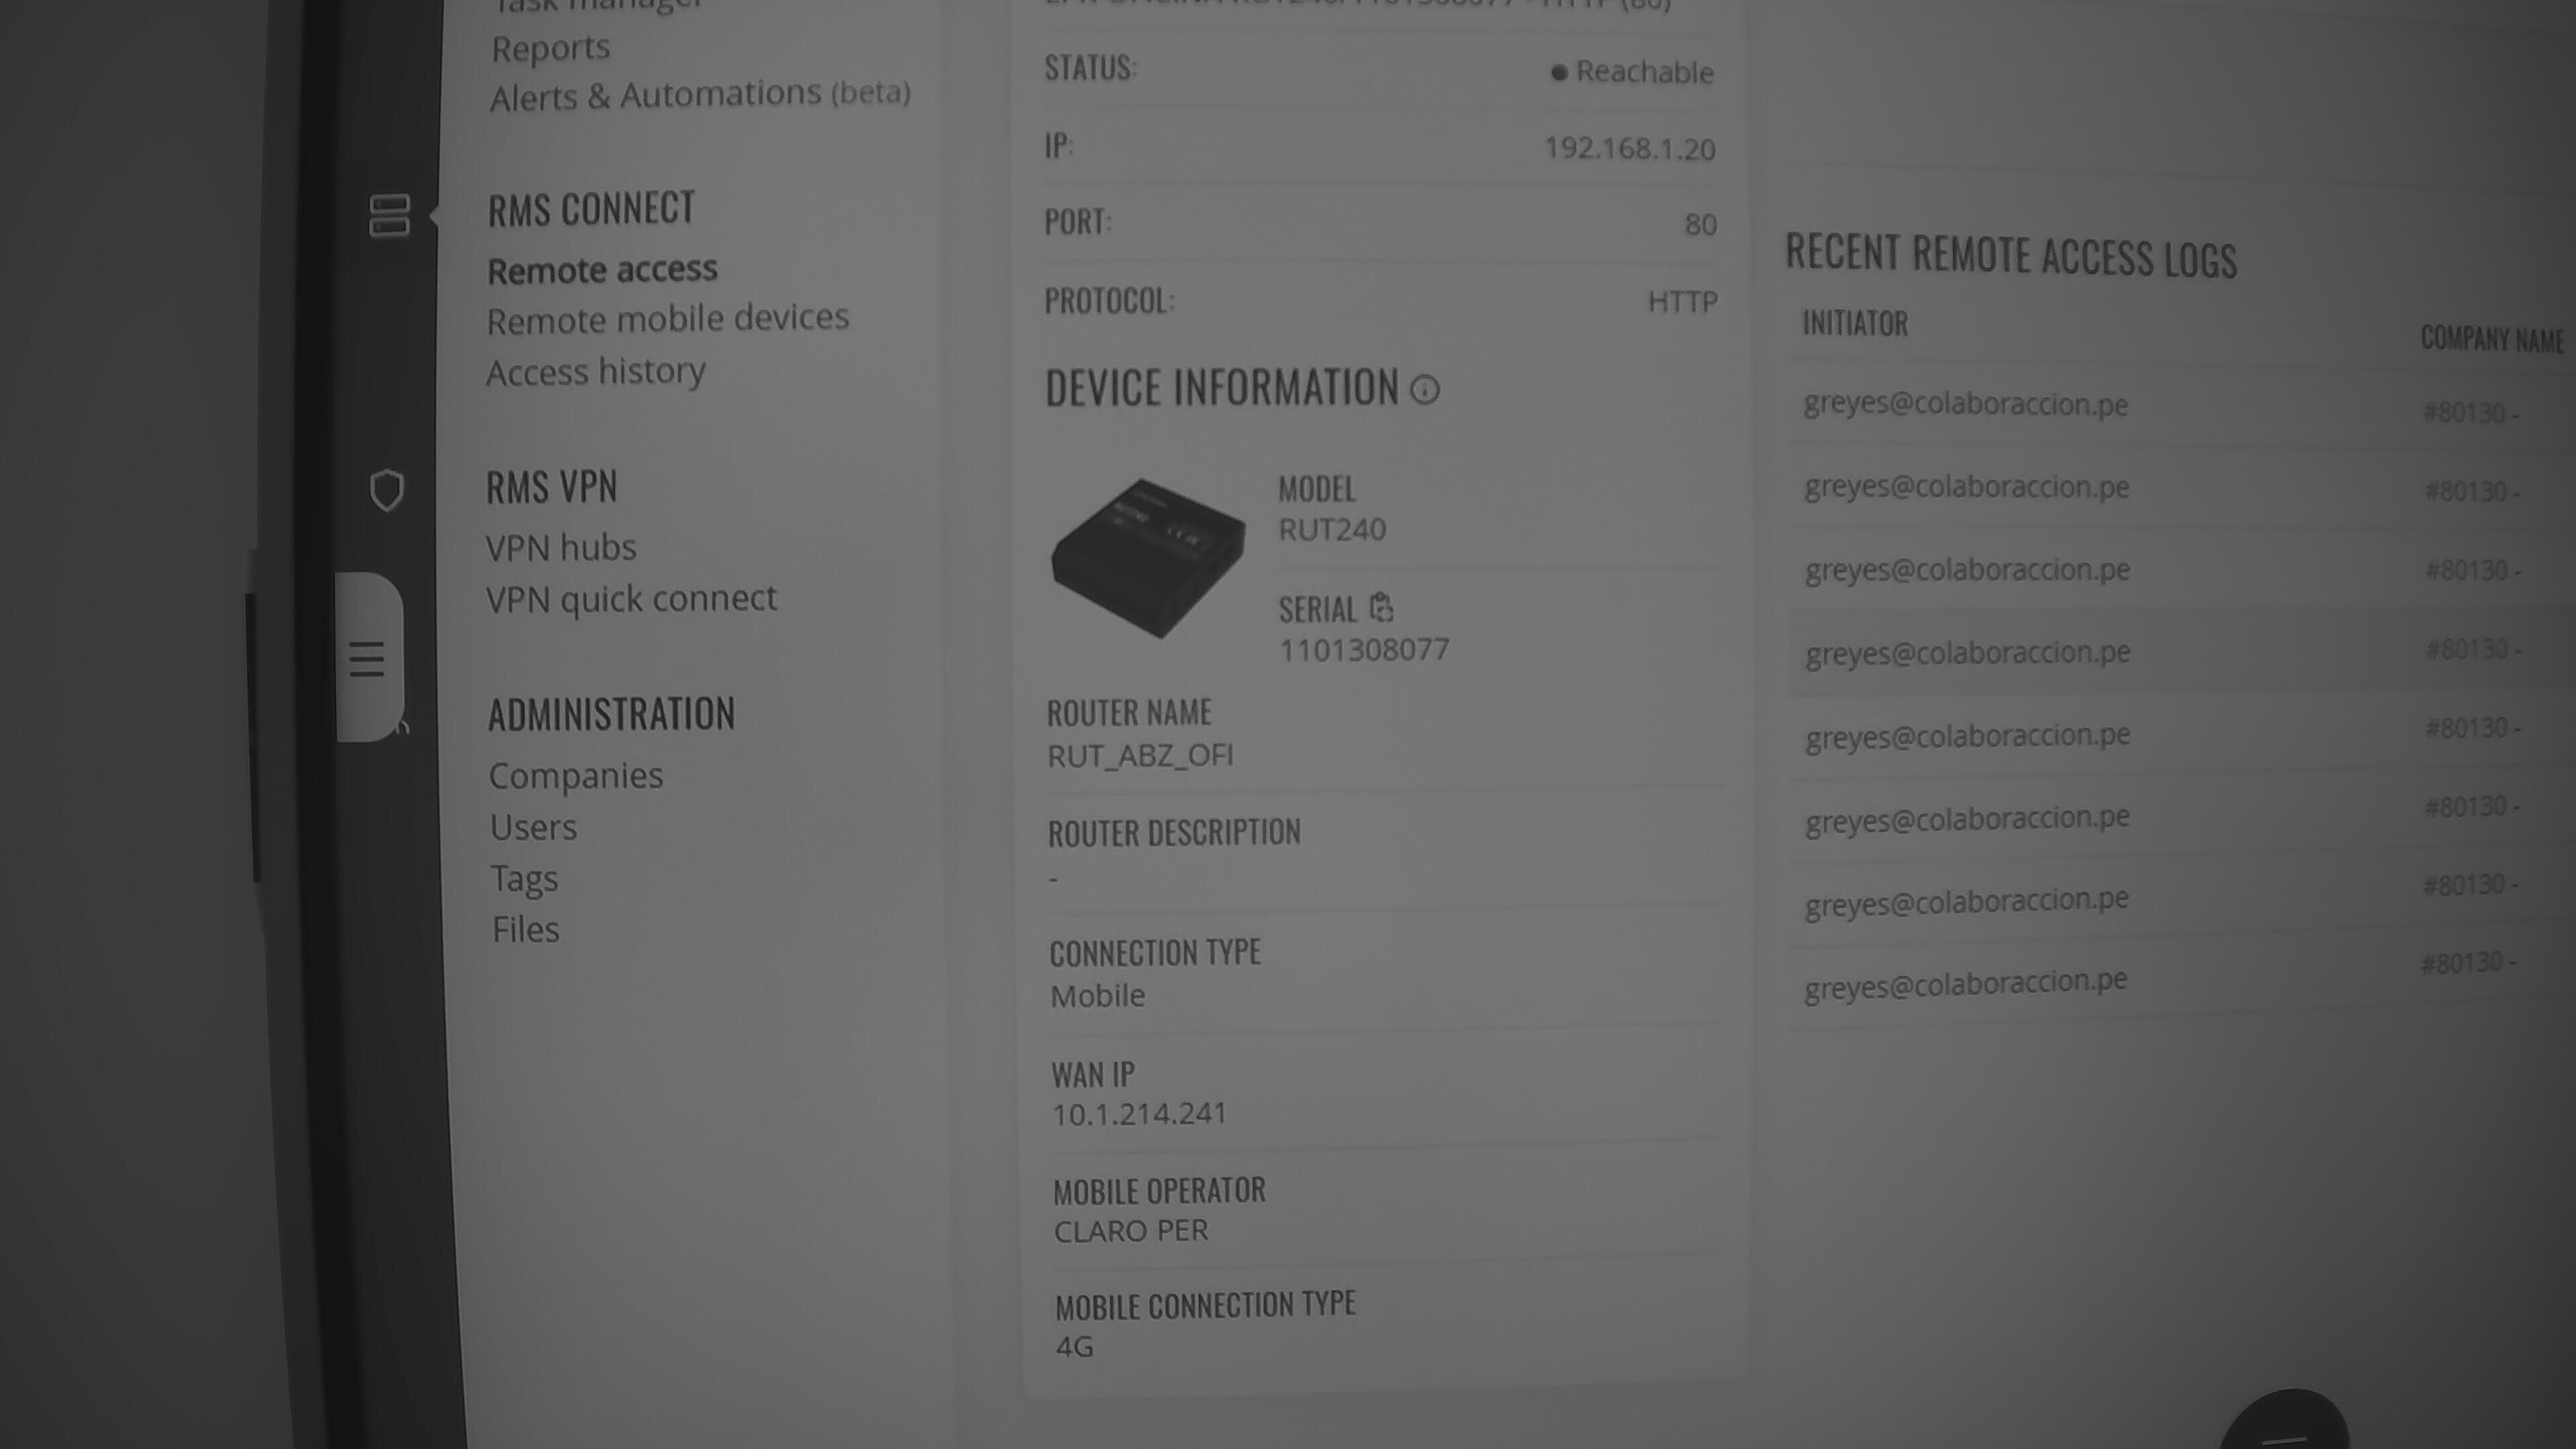 Task manager
Reports
Alerts & Automations (beta)
RMS CONNECT
Remote access
Remote mobile devices
Access history
RMS VPN
VPN hubs
VPN quick connect
ADMINISTRATION
Companies
Users
Tags
Files
STATUS: Reachable
IP: 192.168.1.20
PORT: 80
PROTOCOL: HTTP
DEVICE INFORMATION
MODEL
RUT240
SERIAL
1101308077
ROUTER NAME
RUT_ABZ_OFI
ROUTER DESCRIPTION
-
CONNECTION TYPE
Mobile
WAN IP
10.1.214.241
MOBILE OPERATOR
CLARO PER
MOBILE CONNECTION TYPE
4G
RECENT REMOTE ACCESS LOGS
INITIATOR COMPANY NAME
greyes@colaboraccion.pe #80130 -
greyes@colaboraccion.pe #80130 -
greyes@colaboraccion.pe #80130 -
greyes@colaboraccion.pe #80130 -
greyes@colaboraccion.pe #80130 -
greyes@colaboraccion.pe #80130 -
greyes@colaboraccion.pe #80130 -
greyes@colaboraccion.pe #80130 -